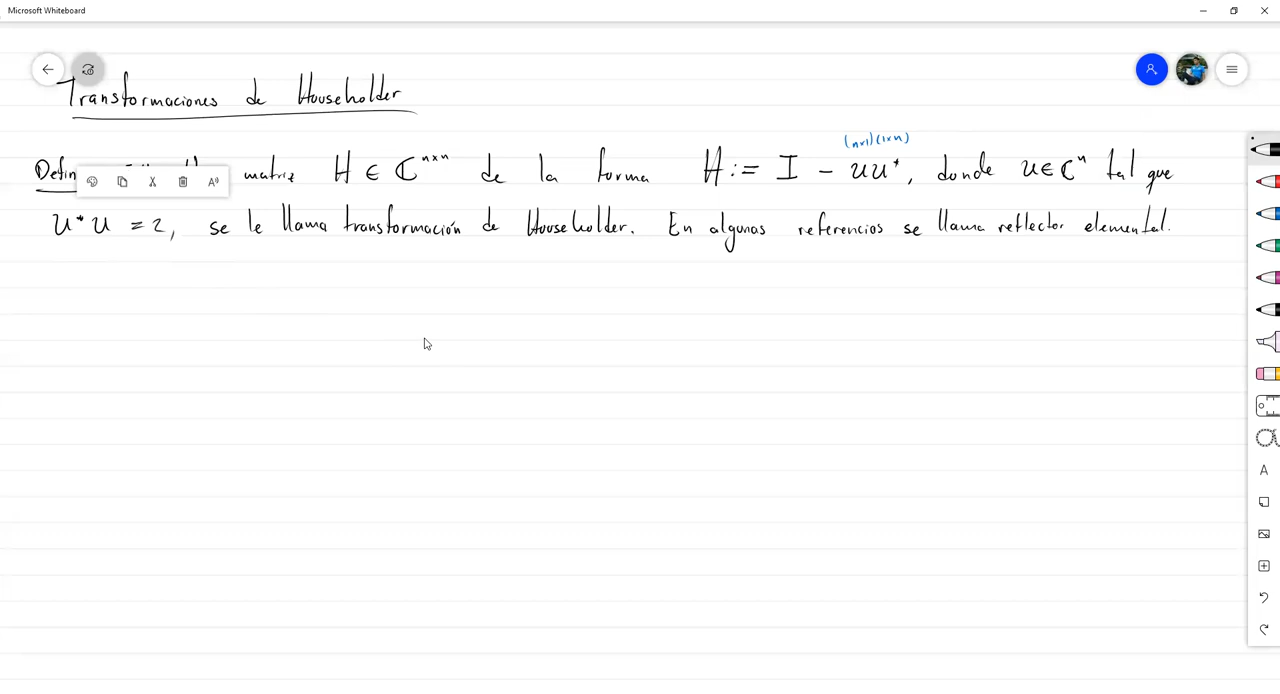 Microsoft Whiteboard
Transformaciones de Householder
(n×1)(1×n)
matriz H ∈ ℂⁿˣⁿ de la forma H := I - uu*, donde u ∈ ℂⁿ tal que
u*u = 2, se le llama transformación de Householder. En algunas referencias se llama reflector elemental.